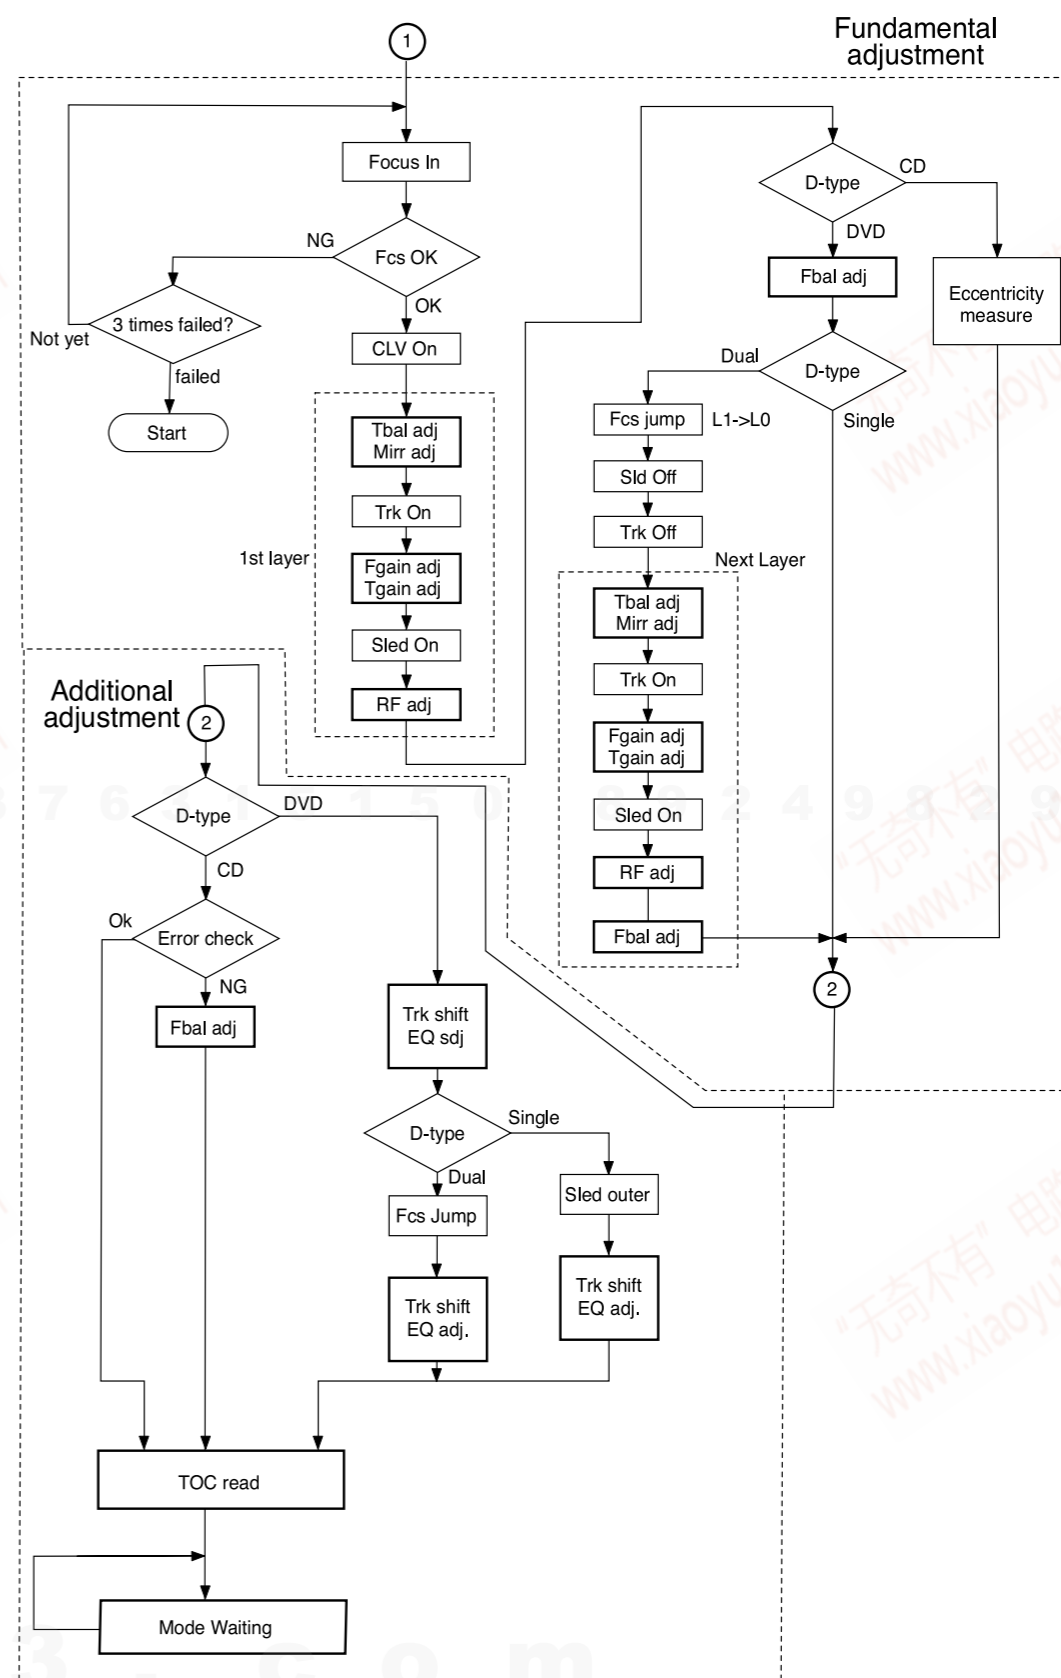 Fundamental
adjustment
1
Focus In
NG
Fcs OK
OK
3 times failed?
Not yet
failed
Start
CLV On
Tbal adj
Mirr adj
Trk On
1st layer
Fgain adj
Tgain adj
Sled On
RF adj
D-type
CD
DVD
Fbal adj
Eccentricity
measure
Dual
D-type
Single
Fcs jump
L1->L0
Sld Off
Trk Off
Next Layer
Tbal adj
Mirr adj
Trk On
Fgain adj
Tgain adj
Sled On
RF adj
Fbal adj
2
Additional
adjustment
2
D-type
DVD
CD
Ok
Error check
NG
Fbal adj
Trk shift
EQ sdj
D-type
Single
Dual
Fcs Jump
Sled outer
Trk shift
EQ adj.
Trk shift
EQ adj.
TOC read
Mode Waiting